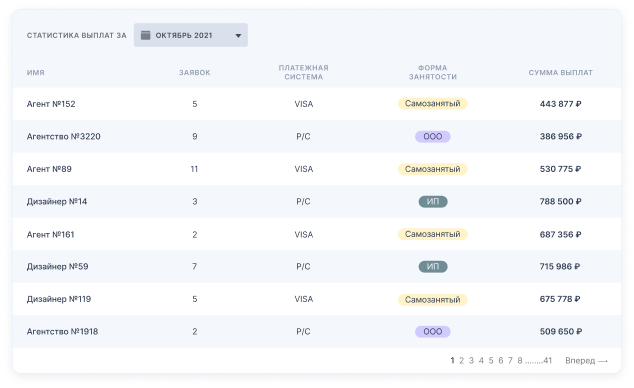 СТАТИСТИКА ВЫПЛАТ ЗА ОКТЯБРЬ 2021
ИМЯ ЗАЯВОК ПЛАТЕЖНАЯ СИСТЕМА ФОРМА ЗАНЯТОСТИ СУММА ВЫПЛАТ
Агент №152 5 VISA Самозанятый 443 877 ₽
Агентство №3220 9 Р/С ООО 386 956 ₽
Агент №89 11 VISA Самозанятый 530 775 ₽
Дизайнер №14 3 Р/С ИП 788 500 ₽
Агент №161 2 VISA Самозанятый 687 356 ₽
Дизайнер №59 7 Р/С ИП 715 986 ₽
Дизайнер №119 5 VISA Самозанятый 675 778 ₽
Агентство №1918 2 Р/С ООО 509 650 ₽
1 2 3 4 5 6 7 8 ........41 Вперед →